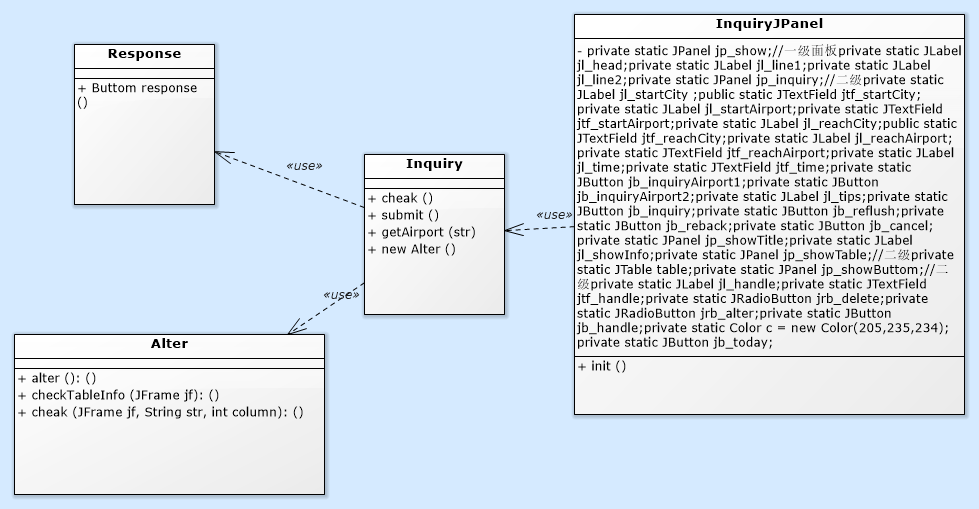 Response
+ Buttom response
()
«use»
Inquiry
+ cheak ()
+ submit ()
+ getAirport (str)
+ new Alter ()
«use»
«use»
Alter
+ alter (): ()
+ checkTableInfo (JFrame jf): ()
+ cheak (JFrame jf, String str, int column): ()
InquiryJPanel
- private static JPanel jp_show;//一级面板private static JLabel
jl_head;private static JLabel jl_line1;private static JLabel
jl_line2;private static JPanel jp_inquiry;//二级private static
JLabel jl_startCity ;public static JTextField jtf_startCity;
private static JLabel jl_startAirport;private static JTextField
jtf_startAirport;private static JLabel jl_reachCity;public static
JTextField jtf_reachCity;private static JLabel jl_reachAirport;
private static JTextField jtf_reachAirport;private static JLabel
jl_time;private static JTextField jtf_time;private static
JButton jb_inquiryAirport1;private static JButton
jb_inquiryAirport2;private static JLabel jl_tips;private static
JButton jb_inquiry;private static JButton jb_reflush;private
static JButton jb_reback;private static JButton jb_cancel;
private static JPanel jp_showTitle;private static JLabel
jl_showInfo;private static JPanel jp_showTable;//二级private
static JTable table;private static JPanel jp_showButtom;//二
级private static JLabel jl_handle;private static JTextField
jtf_handle;private static JRadioButton jrb_delete;private
static JRadioButton jrb_alter;private static JButton
jb_handle;private static Color c = new Color(205,235,234);
private static JButton jb_today;
+ init ()